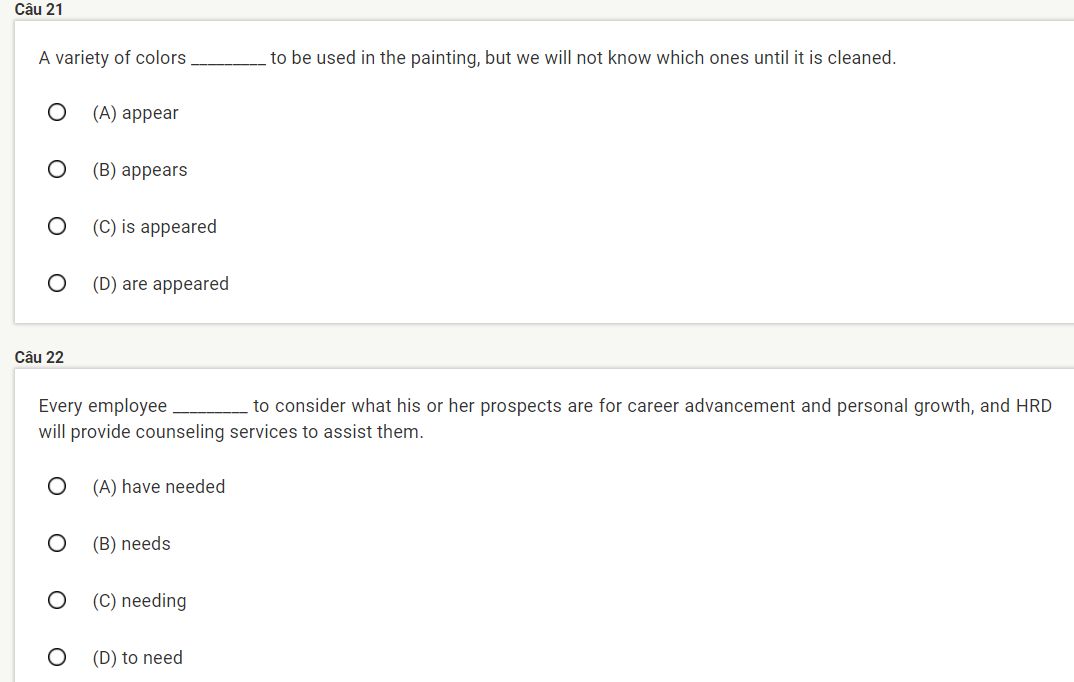 Câu 21
A variety of colors _________ to be used in the painting, but we will not know which ones until it is cleaned.
(A) appear
(B) appears
(C) is appeared
(D) are appeared
Câu 22
Every employee _________ to consider what his or her prospects are for career advancement and personal growth, and HRD
will provide counseling services to assist them.
(A) have needed
(B) needs
(C) needing
(D) to need